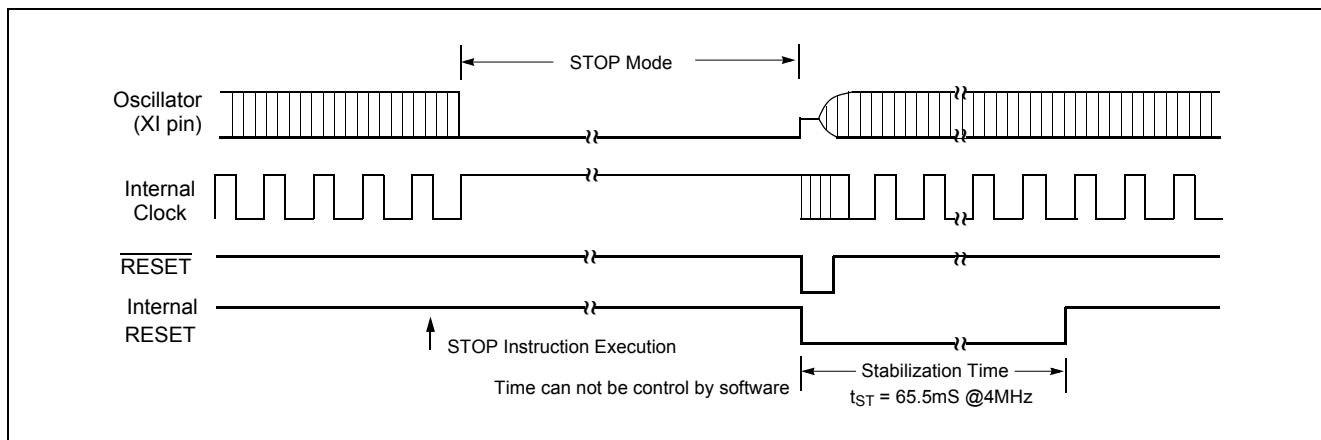 STOP Mode
Oscillator
(XI pin)
Internal
Clock
RESET
Internal
RESET
STOP Instruction Execution
Time can not be control by software
Stabilization Time
tST = 65.5mS @4MHz